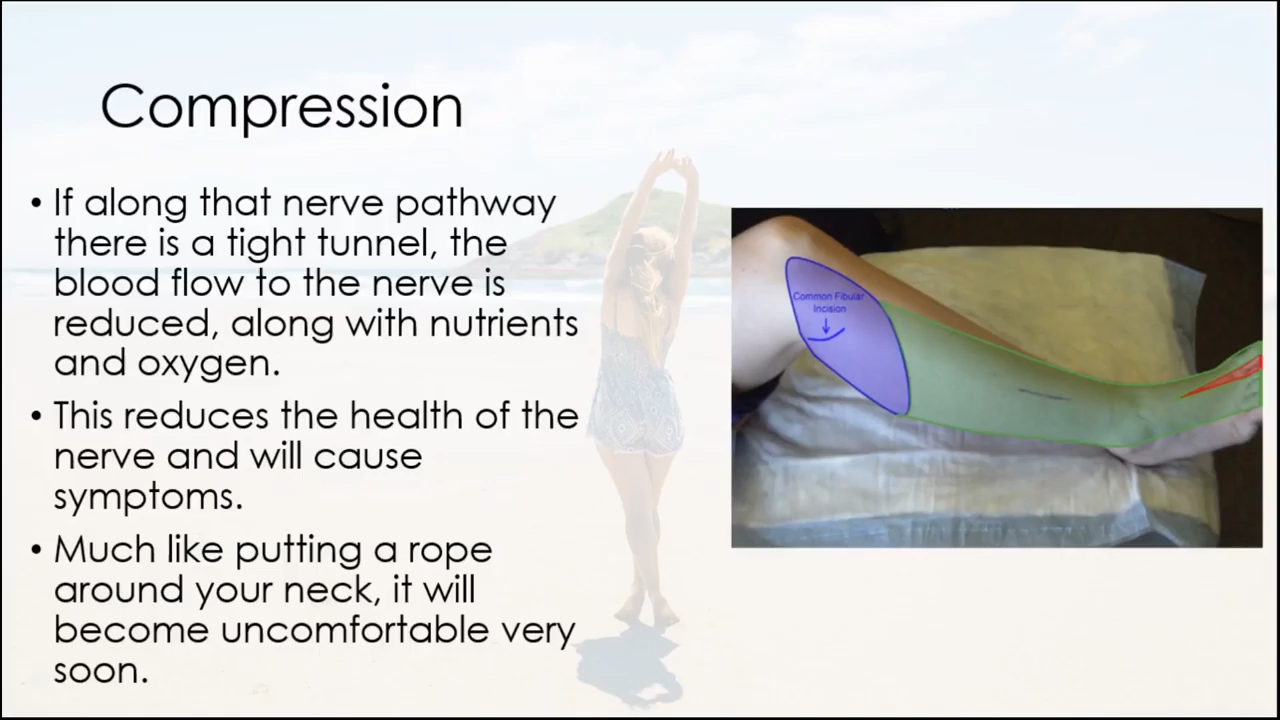 Compression
• If along that nerve pathway
there is a tight tunnel, the
blood flow to the nerve is
reduced, along with nutrients
and oxygen.
• This reduces the health of the
nerve and will cause
symptoms.
• Much like putting a rope
around your neck, it will
become uncomfortable very
soon.
Common Fibular
Incision